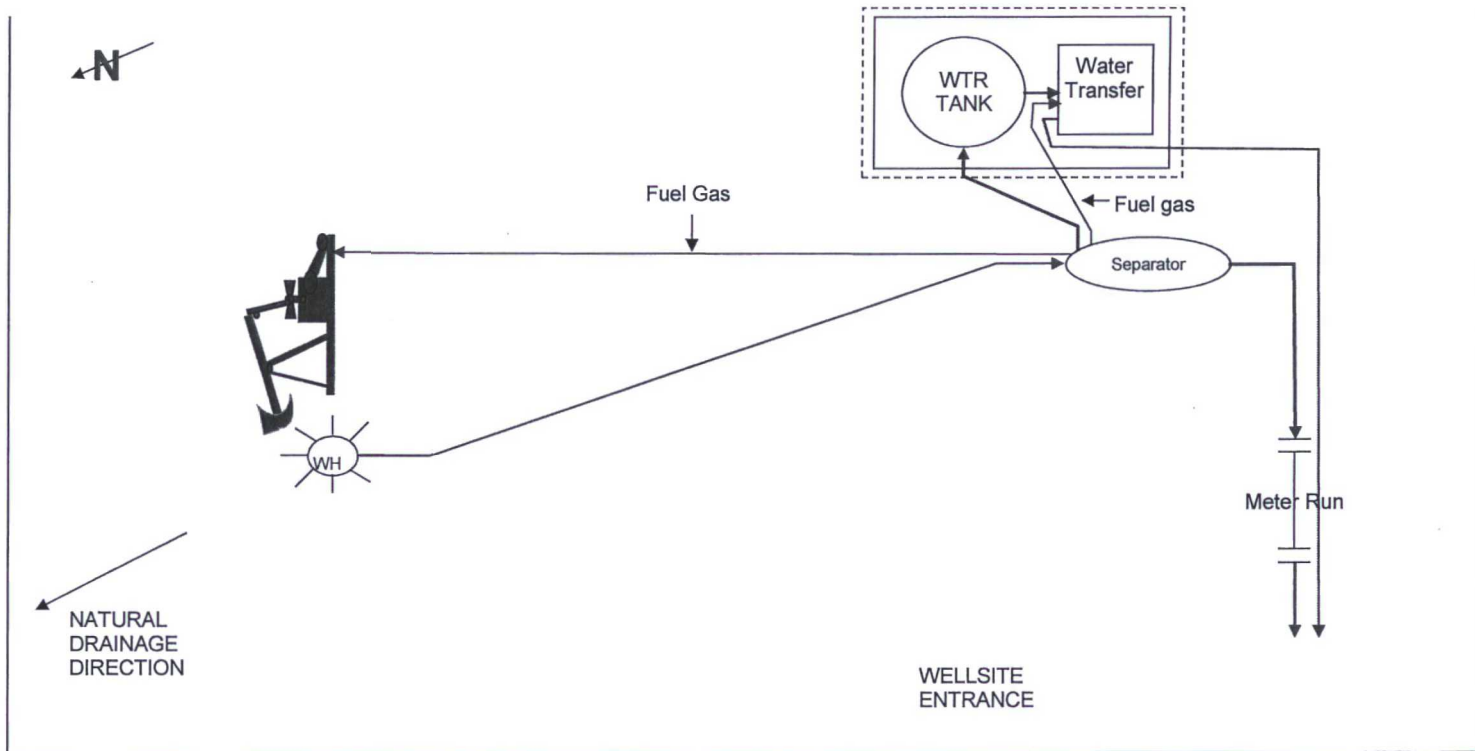 N
WTR
TANK
Water
Transfer
Fuel Gas
Fuel gas
Separator
WH
Meter Run
NATURAL
DRAINAGE
DIRECTION
WELLSITE
ENTRANCE